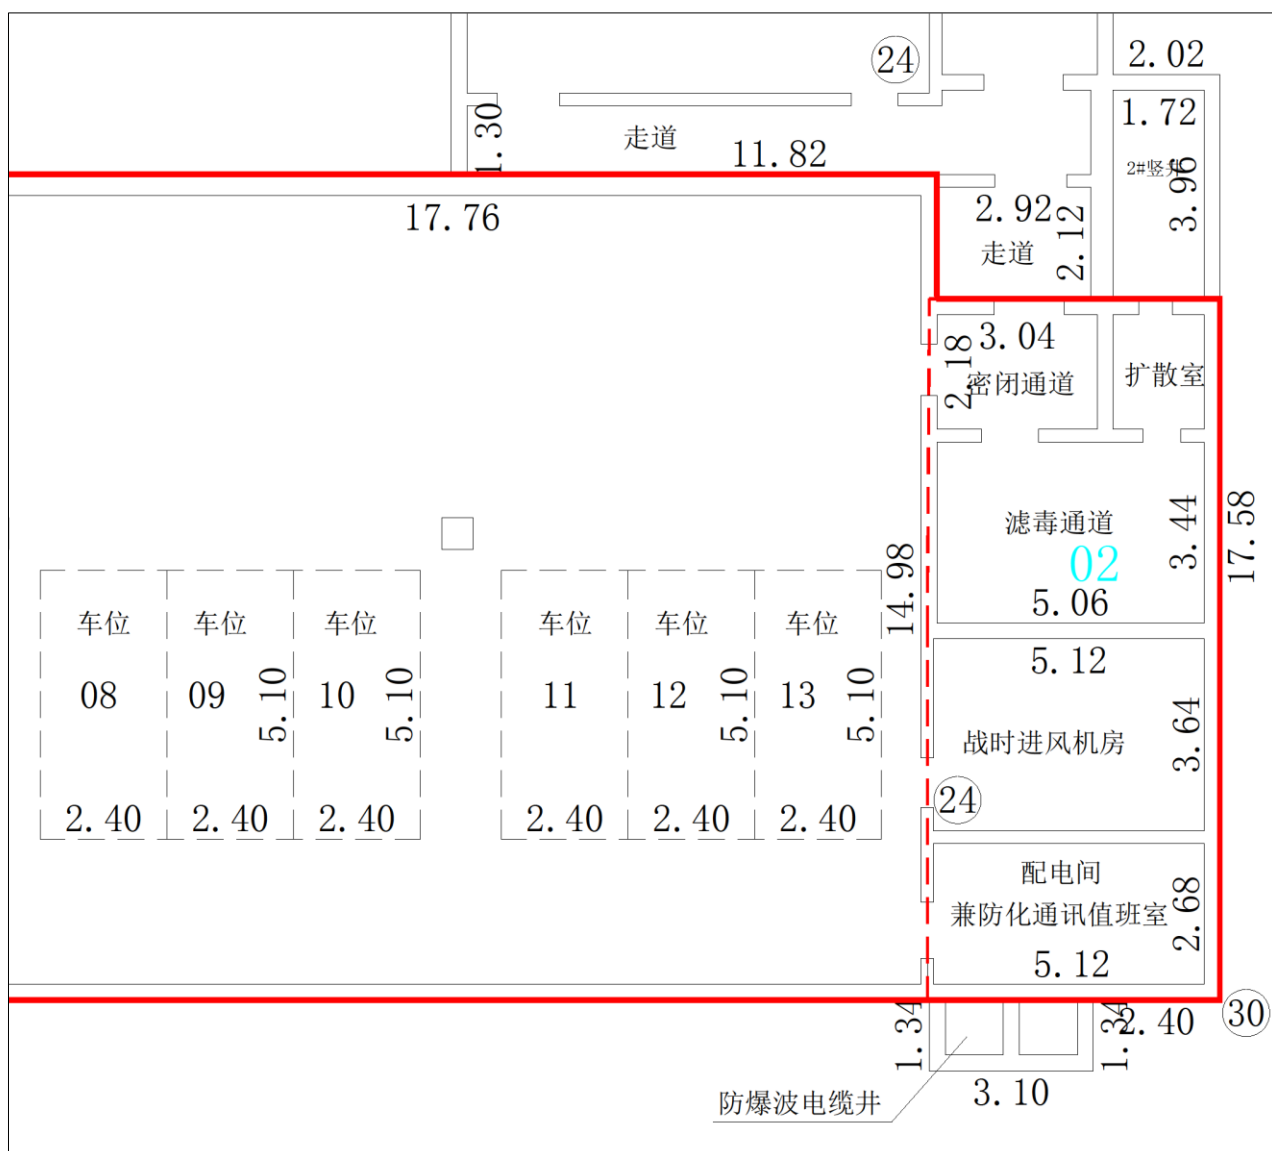 24
2.02
1.30
走道
11.82
1.72
2#竖井
3.96
17.76
2.92
2.12
走道
3.04
2.18
密闭通道
扩散室
滤毒通道
3.44
02
5.06
14.98
17.58
车位
车位
车位
车位
车位
车位
08
09
5.10
10
5.10
11
12
5.10
13
5.10
5.12
3.64
战时进风机房
2.40
2.40
2.40
2.40
2.40
2.40
24
配电间
兼防化通讯值班室
2.68
5.12
1.34
1.34
2.40
30
3.10
防爆波电缆井